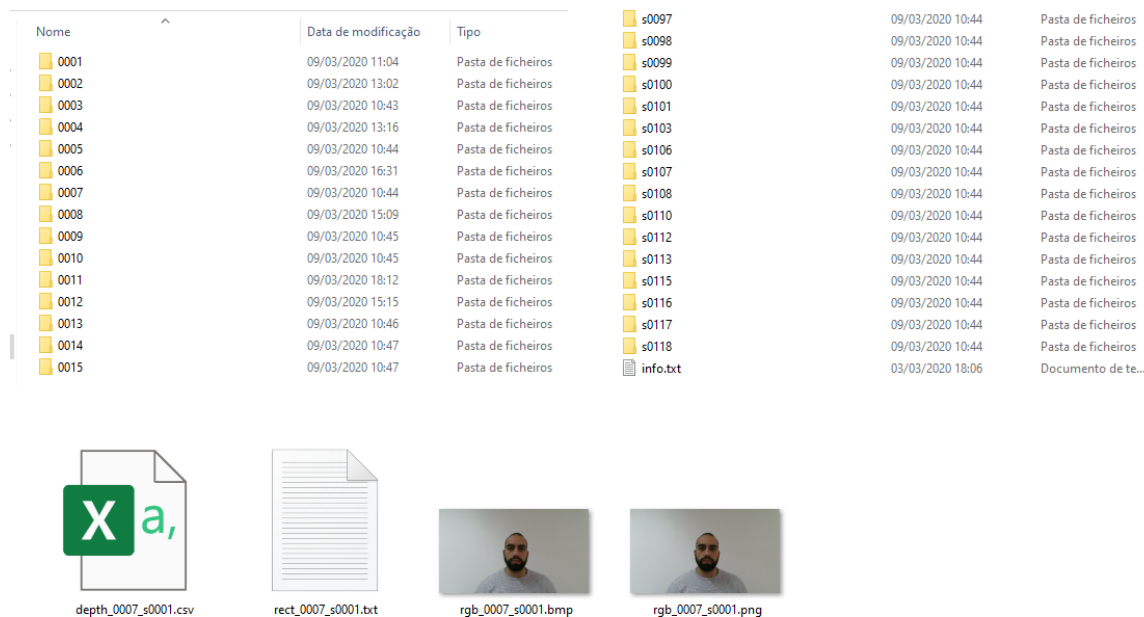 Nome Data de modificação Tipo
0001 09/03/2020 11:04 Pasta de ficheiros
0002 09/03/2020 13:02 Pasta de ficheiros
0003 09/03/2020 10:43 Pasta de ficheiros
0004 09/03/2020 13:16 Pasta de ficheiros
0005 09/03/2020 10:44 Pasta de ficheiros
0006 09/03/2020 16:31 Pasta de ficheiros
0007 09/03/2020 10:44 Pasta de ficheiros
0008 09/03/2020 15:09 Pasta de ficheiros
0009 09/03/2020 10:45 Pasta de ficheiros
0010 09/03/2020 10:45 Pasta de ficheiros
0011 09/03/2020 18:12 Pasta de ficheiros
0012 09/03/2020 15:15 Pasta de ficheiros
0013 09/03/2020 10:46 Pasta de ficheiros
0014 09/03/2020 10:47 Pasta de ficheiros
0015 09/03/2020 10:47 Pasta de ficheiros
s0097 09/03/2020 10:44 Pasta de ficheiros
s0098 09/03/2020 10:44 Pasta de ficheiros
s0099 09/03/2020 10:44 Pasta de ficheiros
s0100 09/03/2020 10:44 Pasta de ficheiros
s0101 09/03/2020 10:44 Pasta de ficheiros
s0103 09/03/2020 10:44 Pasta de ficheiros
s0106 09/03/2020 10:44 Pasta de ficheiros
s0107 09/03/2020 10:44 Pasta de ficheiros
s0108 09/03/2020 10:44 Pasta de ficheiros
s0110 09/03/2020 10:44 Pasta de ficheiros
s0112 09/03/2020 10:44 Pasta de ficheiros
s0113 09/03/2020 10:44 Pasta de ficheiros
s0115 09/03/2020 10:44 Pasta de ficheiros
s0116 09/03/2020 10:44 Pasta de ficheiros
s0117 09/03/2020 10:44 Pasta de ficheiros
s0118 09/03/2020 10:44 Pasta de ficheiros
info.txt 03/03/2020 18:06 Documento de te...
X a,
depth_0007_s0001.csv rect_0007_s0001.txt rgb_0007_s0001.bmp rgb_0007_s0001.png